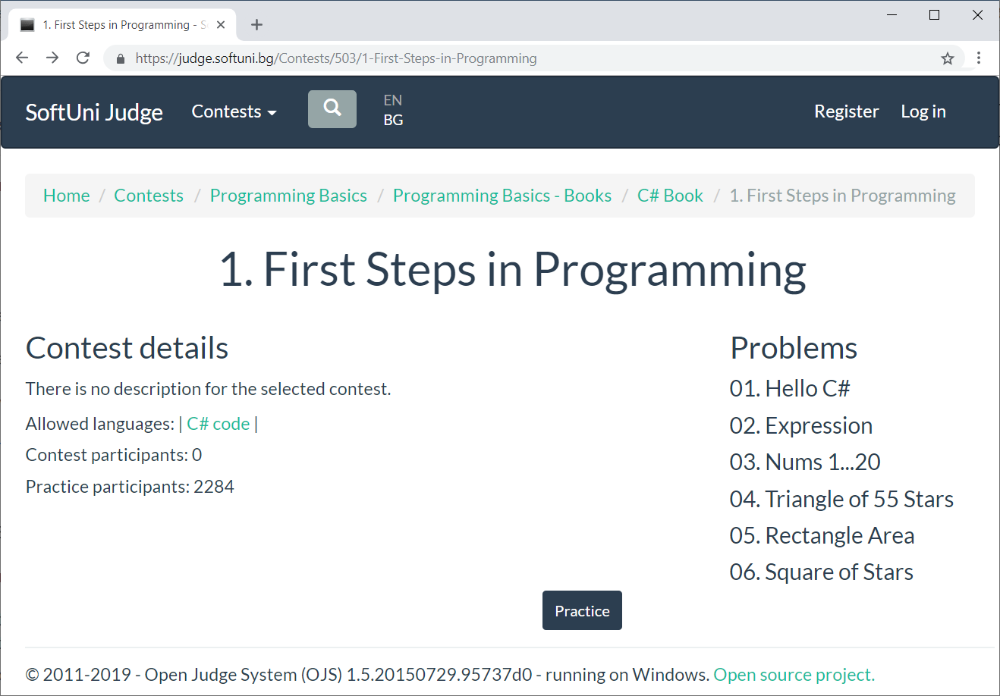 1. First Steps in Programming - S
https://judge.softuni.bg/Contests/503/1-First-Steps-in-Programming
SoftUni Judge Contests EN BG Register Log in
Home / Contests / Programming Basics / Programming Basics - Books / C# Book / 1. First Steps in Programming
1. First Steps in Programming
Contest details
There is no description for the selected contest.
Allowed languages: | C# code |
Contest participants: 0
Practice participants: 2284
Problems
01. Hello C#
02. Expression
03. Nums 1...20
04. Triangle of 55 Stars
05. Rectangle Area
06. Square of Stars
Practice
© 2011-2019 - Open Judge System (OJS) 1.5.20150729.95737d0 - running on Windows. Open source project.